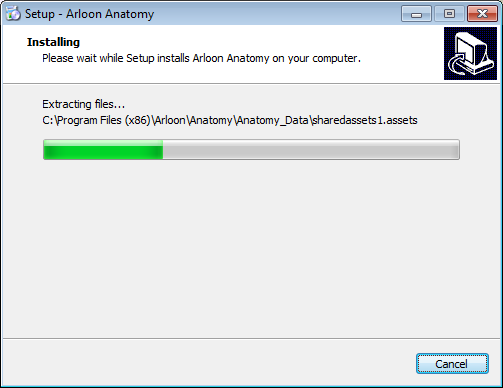 Setup - Arloon Anatomy
Installing
Please wait while Setup installs Arloon Anatomy on your computer.
Extracting files...
C:\Program Files (x86)\Arloon\Anatomy\Anatomy_Data\sharedassets1.assets
Cancel